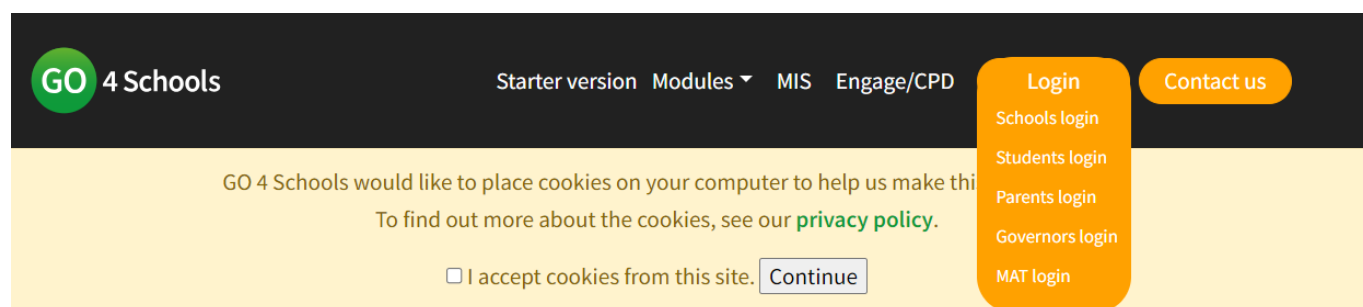 GO 4 Schools
Starter version Modules MIS Engage/CPD Login Contact us
Schools login
Students login
Parents login
Governors login
MAT login
GO 4 Schools would like to place cookies on your computer to help us make
To find out more about the cookies, see our privacy policy.
I accept cookies from this site. Continue